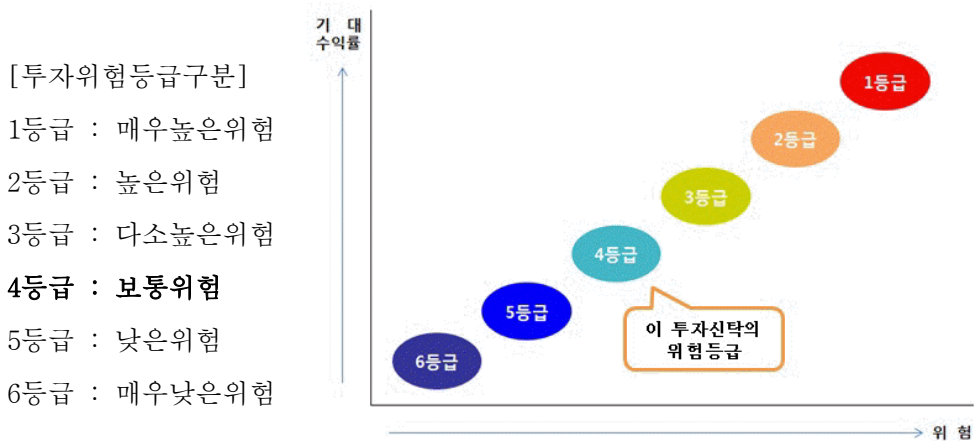 [투자위험등급구분]
1등급 : 매우높은위험
2등급 : 높은위험
3등급 : 다소높은위험
4등급 : 보통위험
5등급 : 낮은위험
6등급 : 매우낮은위험
기 대
수익률
1등급
2등급
3등급
4등급
5등급
6등급
이 투자신탁의
위험등급
위 험